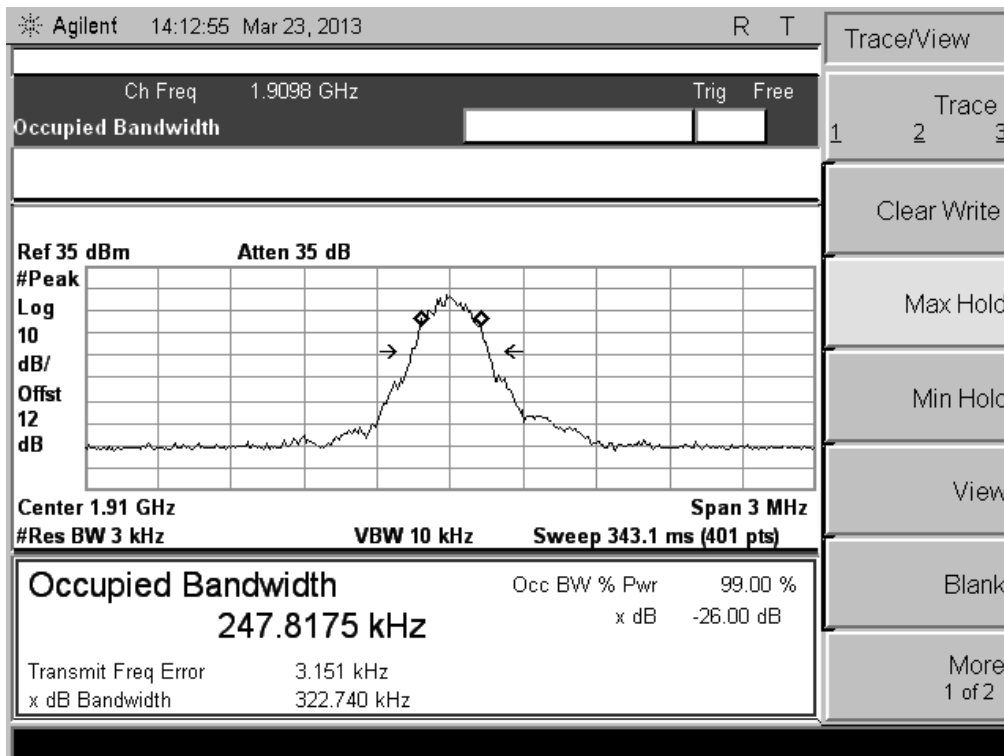 Agilent 14:12:55 Mar 23, 2013 R T
Trace/View
Ch Freq 1.9098 GHz Trig Free
Occupied Bandwidth
Trace
1 2 3
Clear Write
Max Hold
Min Hold
View
Blank
More
1 of 2
Ref 35 dBm Atten 35 dB
#Peak
Log
10
dB/
Offst
12
dB
Center 1.91 GHz Span 3 MHz
#Res BW 3 kHz VBW 10 kHz Sweep 343.1 ms (401 pts)
Occupied Bandwidth Occ BW % Pwr 99.00 %
247.8175 kHz x dB -26.00 dB
Transmit Freq Error 3.151 kHz
x dB Bandwidth 322.740 kHz